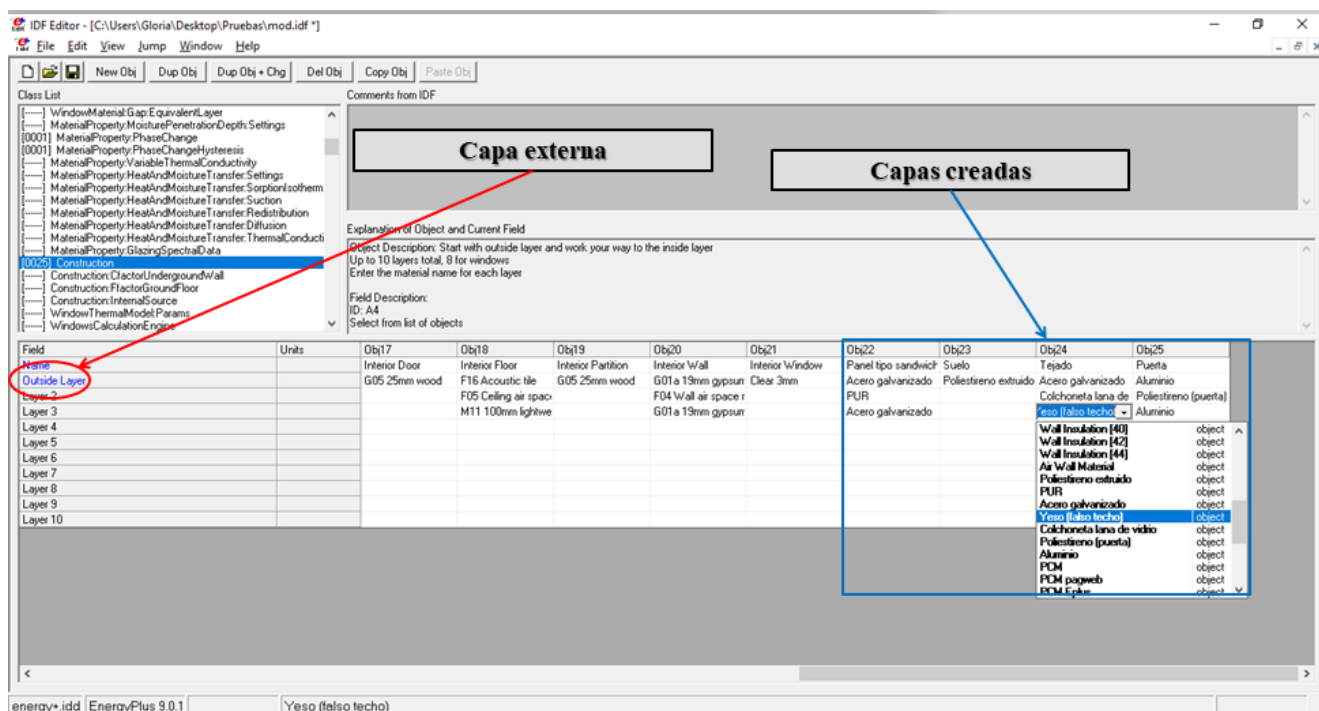 IDF Editor - [C:\Users\Gloria\Desktop\Pruebas\mod.idf *]
File Edit View Jump Window Help
New Obj Dup Obj Dup Obj + Chg Del Obj Copy Obj Paste Obj
Class List
Comments from IDF
[------] WindowMaterial:Gap:EquivalentLayer
[------] MaterialProperty:MoisturePenetrationDepth:Settings
[0001] MaterialProperty:PhaseChange
[0001] MaterialProperty:PhaseChangeHysteresis
[------] MaterialProperty:VariableThermalConductivity
[------] MaterialProperty:HeatAndMoistureTransfer:Settings
[------] MaterialProperty:HeatAndMoistureTransfer:SorptionIsotherm
[------] MaterialProperty:HeatAndMoistureTransfer:Suction
[------] MaterialProperty:HeatAndMoistureTransfer:Redistribution
[------] MaterialProperty:HeatAndMoistureTransfer:Diffusion
[------] MaterialProperty:HeatAndMoistureTransfer:ThermalConducti
[------] MaterialProperty:GlazingSpectralData
[0025] Construction
[------] Construction:CfactorUndergroundWall
[------] Construction:FfactorGroundFloor
[------] Construction:InternalSource
[------] WindowThermalModel:Params
[------] WindowsCalculationEngine
Capa externa
Capas creadas
Explanation of Object and Current Field
Object Description: Start with outside layer and work your way to the inside layer
Up to 10 layers total, 8 for windows
Enter the material name for each layer
Field Description:
ID: A4
Select from list of objects
Field Units Obj17 Obj18 Obj19 Obj20 Obj21 Obj22 Obj23 Obj24 Obj25
Name Interior Door Interior Floor Interior Partition Interior Wall Interior Window Panel tipo sandwich Suelo Tejado Puerta
Outside Layer G05 25mm wood F16 Acoustic tile G05 25mm wood G01a 19mm gypsum Clear 3mm Acero galvanizado Poliestireno extruido Acero galvanizado Aluminio
Layer 2 F05 Ceiling air space F04 Wall air space r PUR Colchoneta lana de Poliestireno (puerta)
Layer 3 M11 100mm lightwe G01a 19mm gypsum Acero galvanizado Yeso (falso techo) Aluminio
Layer 4
Layer 5
Layer 6
Layer 7
Layer 8
Layer 9
Layer 10
Wall Insulation [40] object
Wall Insulation [42] object
Wall Insulation [44] object
Air Wall Material object
Poliestireno extruido object
PUR object
Acero galvanizado object
Yeso (falso techo) object
Colchoneta lana de vidrio object
Poliestireno (puerta) object
Aluminio object
PCM object
PCM pagweb object
PCM Eplus object
energy+.idd EnergyPlus 9.0.1 Yeso (falso techo)